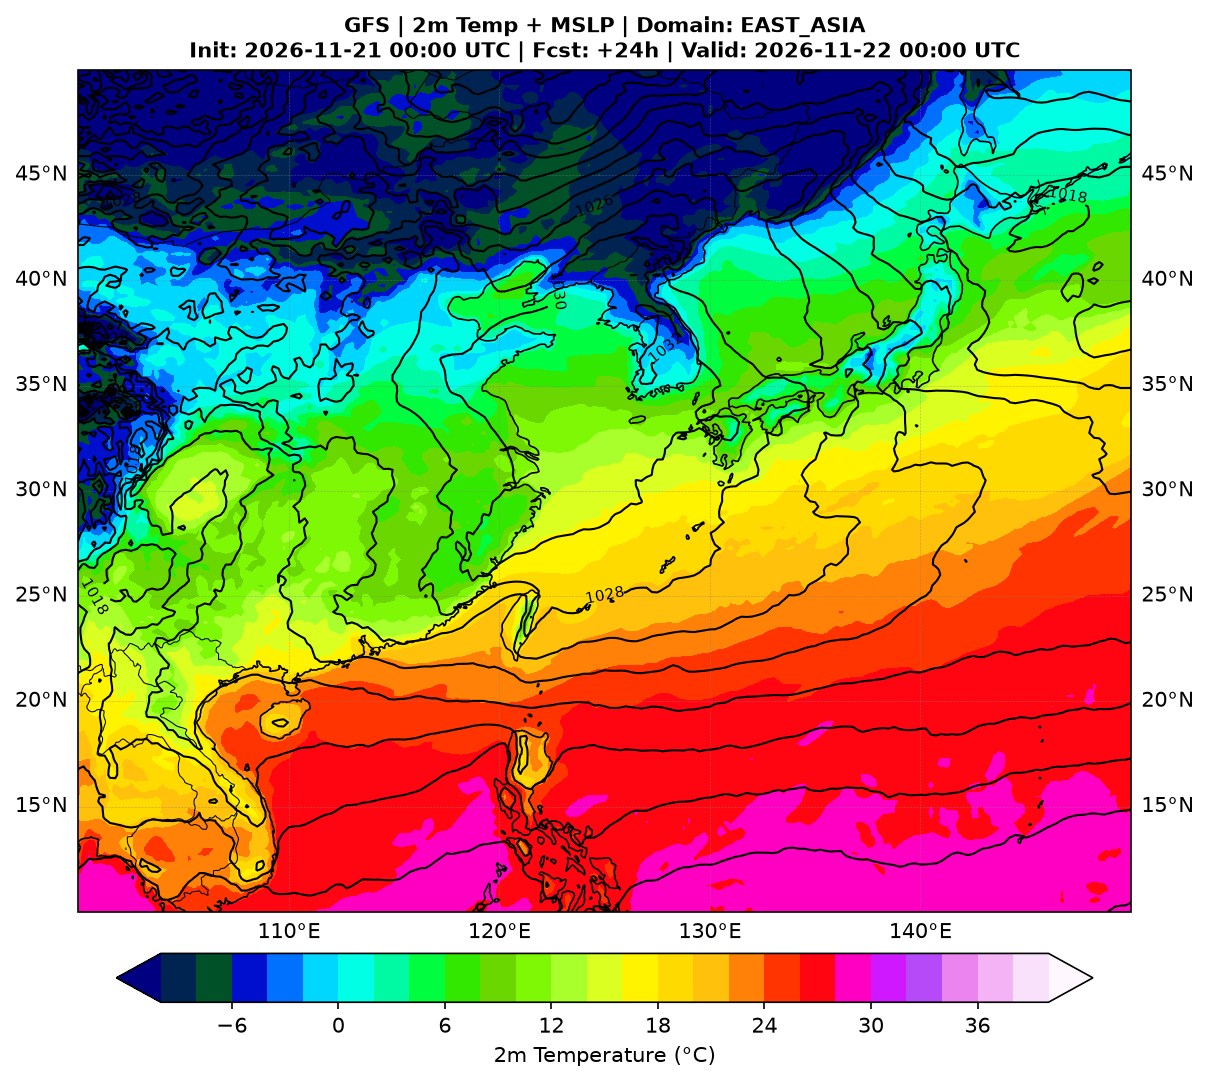 GFS | 2m Temp + MSLP | Domain: EAST_ASIA
Init: 2026-11-21 00:00 UTC | Fcst: +24h | Valid: 2026-11-22 00:00 UTC
45°N 45°N
40°N 40°N
35°N 35°N
30°N 30°N
25°N 25°N
20°N 20°N
15°N 15°N
1026
1018
1030
1018
1028
110°E 120°E 130°E 140°E
−6 0 6 12 18 24 30 36
2m Temperature (°C)